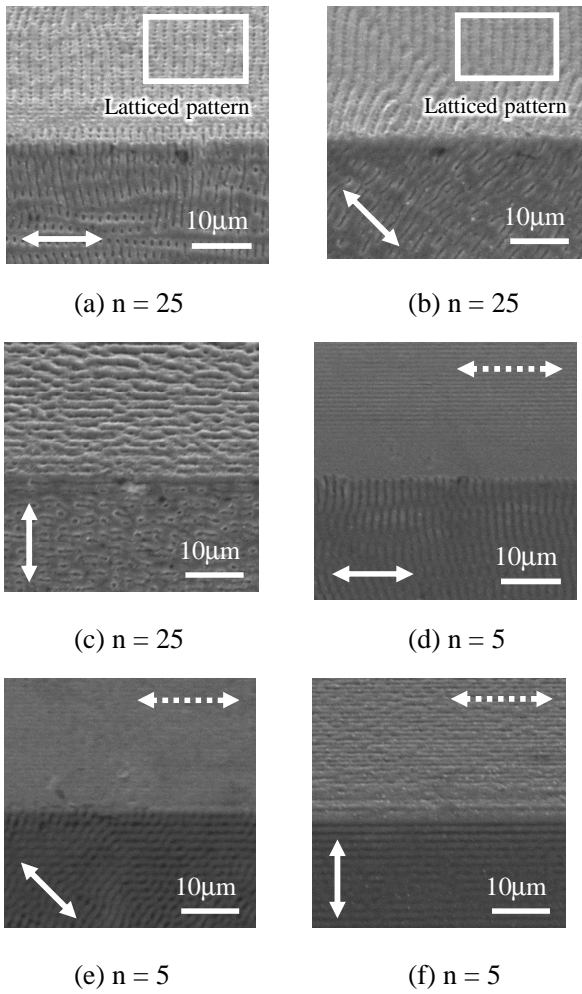 Latticed pattern
Latticed pattern
10μm
10μm
(a) n = 25
(b) n = 25
10μm
10μm
(c) n = 25
(d) n = 5
10μm
10μm
(e) n = 5
(f) n = 5